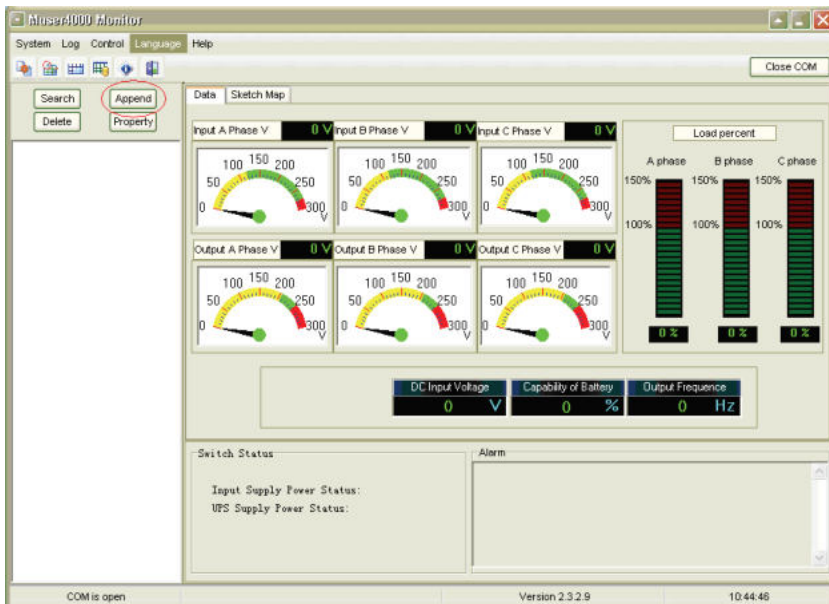 Muser4000 Monitor
System Log Control Language Help
Close COM
Search Append
Delete Property
Data Sketch Map
Input A Phase V 0 V Input B Phase V 0 V Input C Phase V 0 V
0 50 100 150 200 250 300 V
0 50 100 150 200 250 300 V
0 50 100 150 200 250 300 V
Output A Phase V 0 V Output B Phase V 0 V Output C Phase V 0 V
0 50 100 150 200 250 300 V
0 50 100 150 200 250 300 V
0 50 100 150 200 250 300 V
Load percent
A phase B phase C phase
150% 150% 150%
100% 100% 100%
0 % 0 % 0 %
DC Input Voltage Capability of Battery Output Frequence
0 V 0 % 0 Hz
Switch Status
Input Supply Power Status:
UPS Supply Power Status:
Alarm
COM is open Version 2.3.2.9 10:44:46